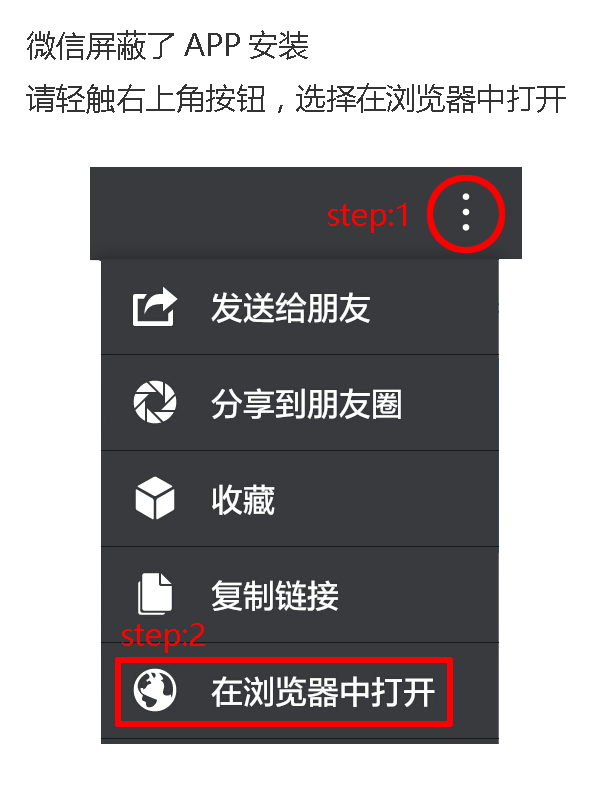 微信屏蔽了 APP 安装
请轻触右上角按钮，选择在浏览器中打开
step:1
发送给朋友
分享到朋友圈
收藏
复制链接
step:2
在浏览器中打开